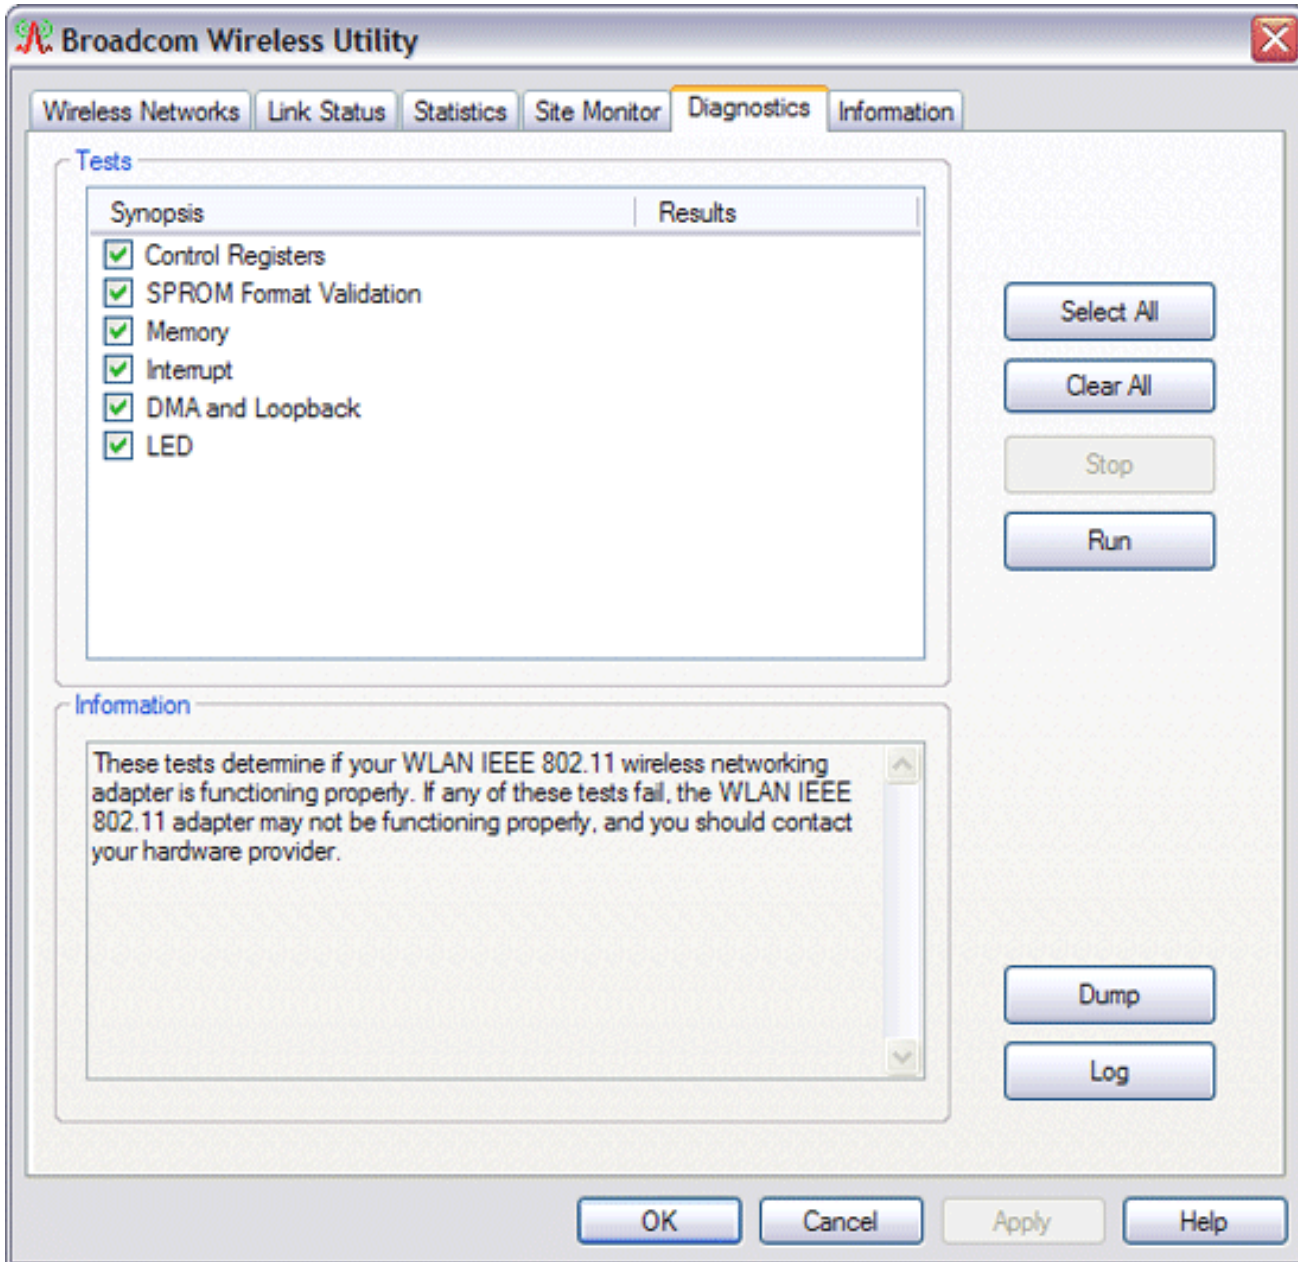 Broadcom Wireless Utility
Wireless Networks Link Status Statistics Site Monitor Diagnostics Information
Tests
Synopsis Results
Control Registers
SPROM Format Validation
Memory
Interrupt
DMA and Loopback
LED
Select All
Clear All
Stop
Run
Information
These tests determine if your WLAN IEEE 802.11 wireless networking
adapter is functioning properly. If any of these tests fail, the WLAN IEEE
802.11 adapter may not be functioning properly, and you should contact
your hardware provider.
Dump
Log
OK Cancel Apply Help